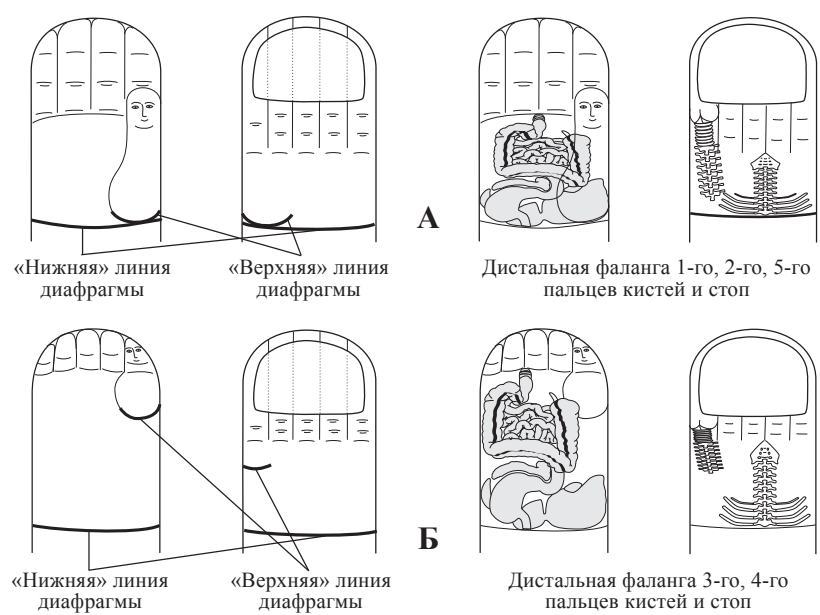 «Нижняя» линия
диафрагмы
«Верхняя» линия
диафрагмы
А
Дистальная фаланга 1-го, 2-го, 5-го
пальцев кистей и стоп
«Нижняя» линия
диафрагмы
«Верхняя» линия
диафрагмы
Б
Дистальная фаланга 3-го, 4-го
пальцев кистей и стоп